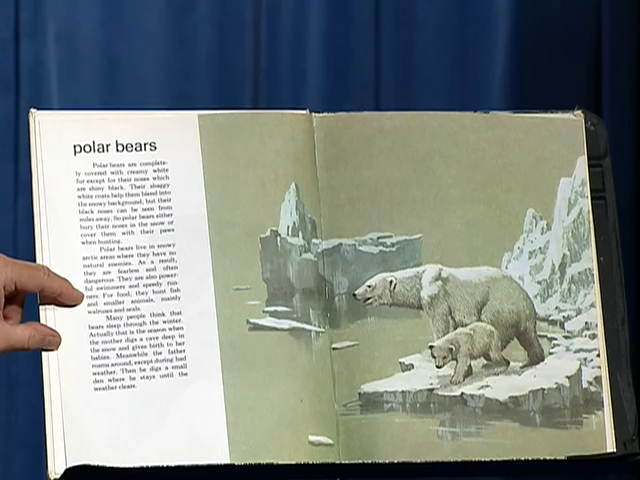 polar bears
Polar bears are complete-
ly covered with creamy white
fur except for their noses which
are shiny black. Their shaggy
white coats help them blend into
the snowy background, but their
black noses can be seen from
miles away. So polar bears either
bury their noses in the snow or
cover them with their paws
when hunting.
Polar bears live in snowy
arctic areas where they have no
natural enemies. As a result,
they are fearless and often
dangerous. They are also power-
ful swimmers and speedy run-
ners. For food, they hunt fish
and smaller animals, mainly
walruses and seals.
Many people think that
bears sleep through the winter.
Actually that is the season when
the mother digs a cave deep in
the snow and gives birth to her
babies. Meanwhile the father
roams around, except during bad
weather. Then he digs a small
den where he stays until the
weather clears.